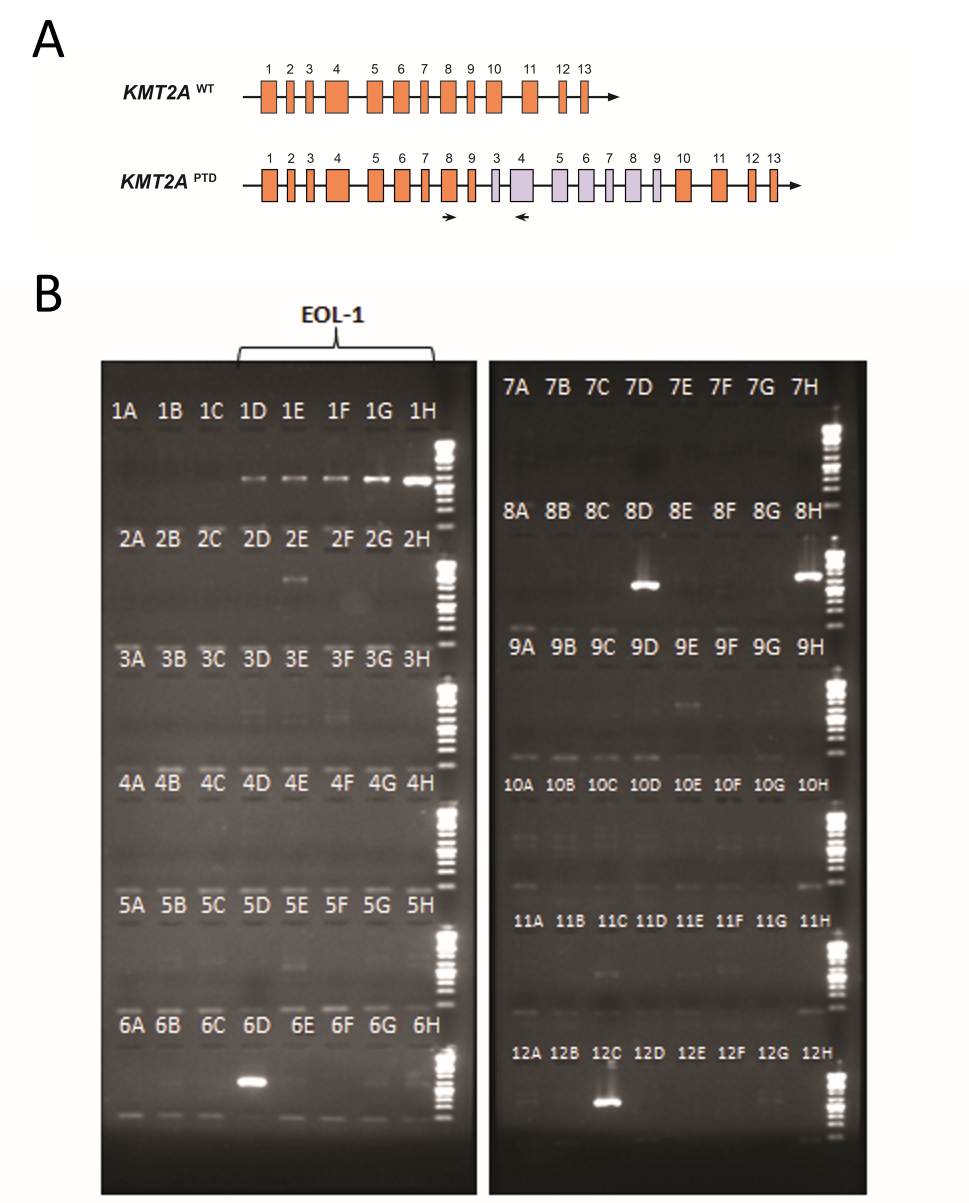 A
1 2 3 4 5 6 7 8 9 10 11 12 13
KMT2A WT
1 2 3 4 5 6 7 8 9 3 4 5 6 7 8 9 10 11 12 13
KMT2A PTD
B
EOL-1
1A 1B 1C 1D 1E 1F 1G 1H
2A 2B 2C 2D 2E 2F 2G 2H
3A 3B 3C 3D 3E 3F 3G 3H
4A 4B 4C 4D 4E 4F 4G 4H
5A 5B 5C 5D 5E 5F 5G 5H
6A 6B 6C 6D 6E 6F 6G 6H
7A 7B 7C 7D 7E 7F 7G 7H
8A 8B 8C 8D 8E 8F 8G 8H
9A 9B 9C 9D 9E 9F 9G 9H
10A 10B 10C 10D 10E 10F 10G 10H
11A 11B 11C 11D 11E 11F 11G 11H
12A 12B 12C 12D 12E 12F 12G 12H